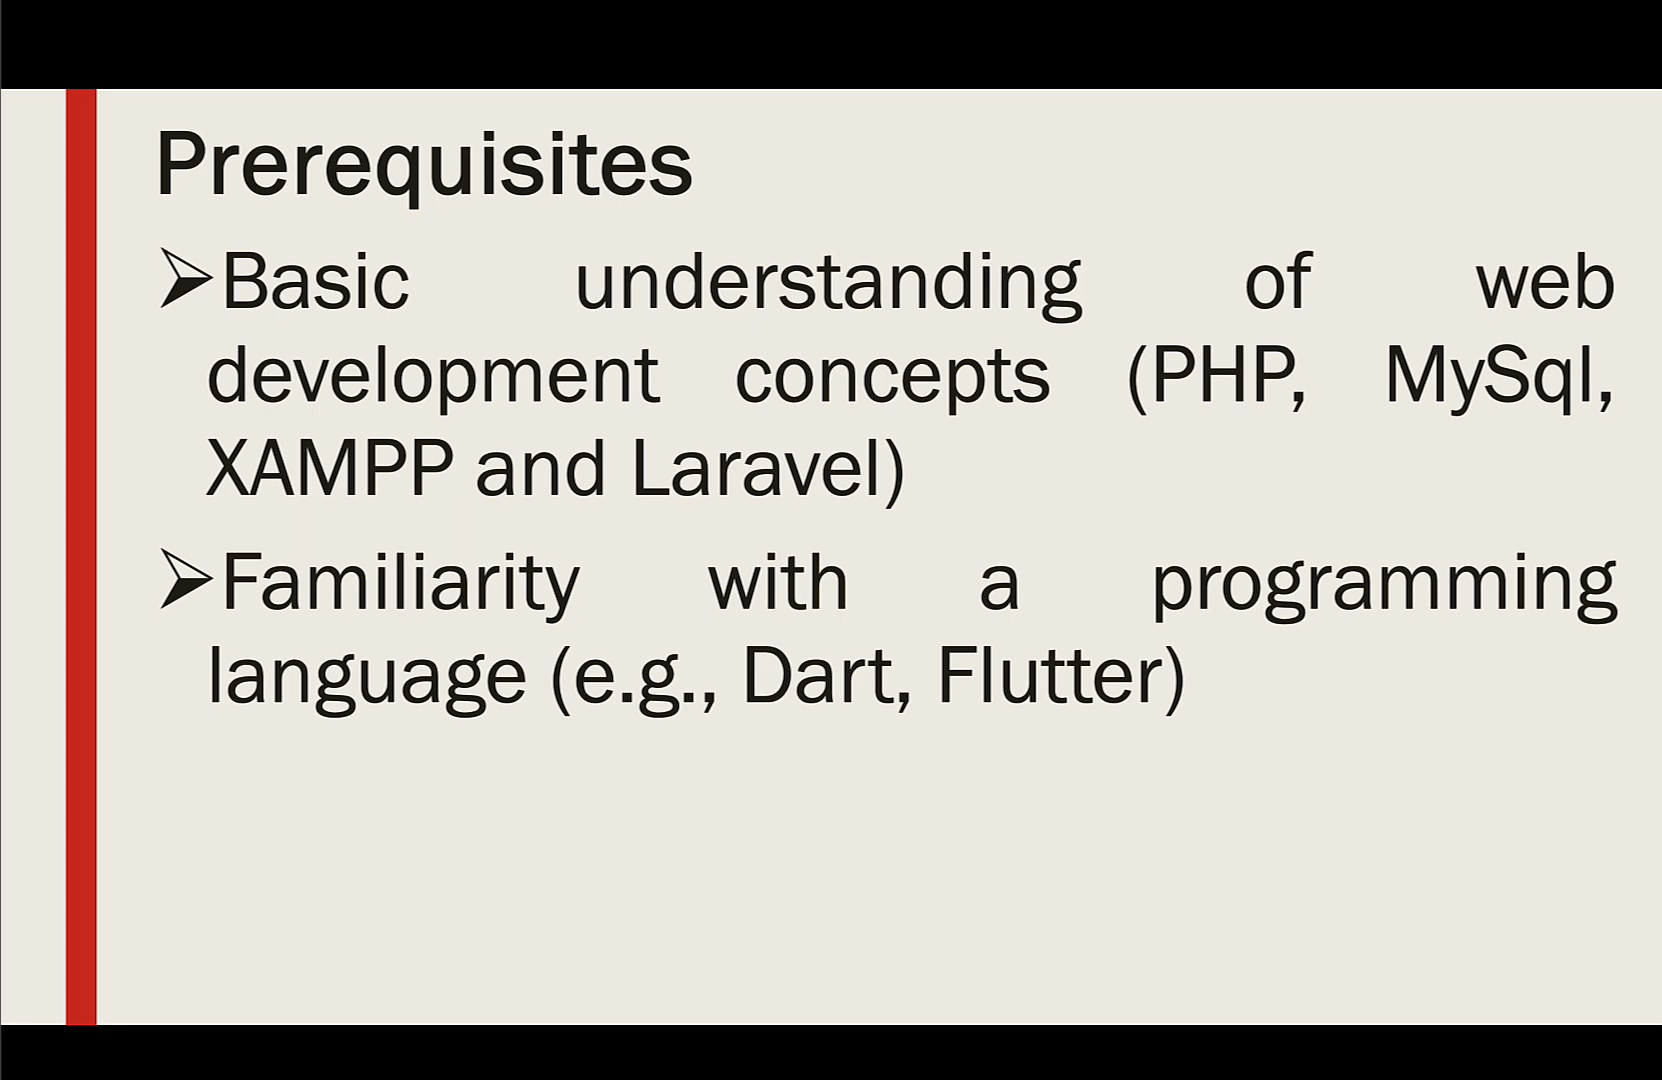 Prerequisites
➢Basic understanding of web
development concepts (PHP, MySql,
XAMPP and Laravel)
➢Familiarity with a programming
language (e.g., Dart, Flutter)